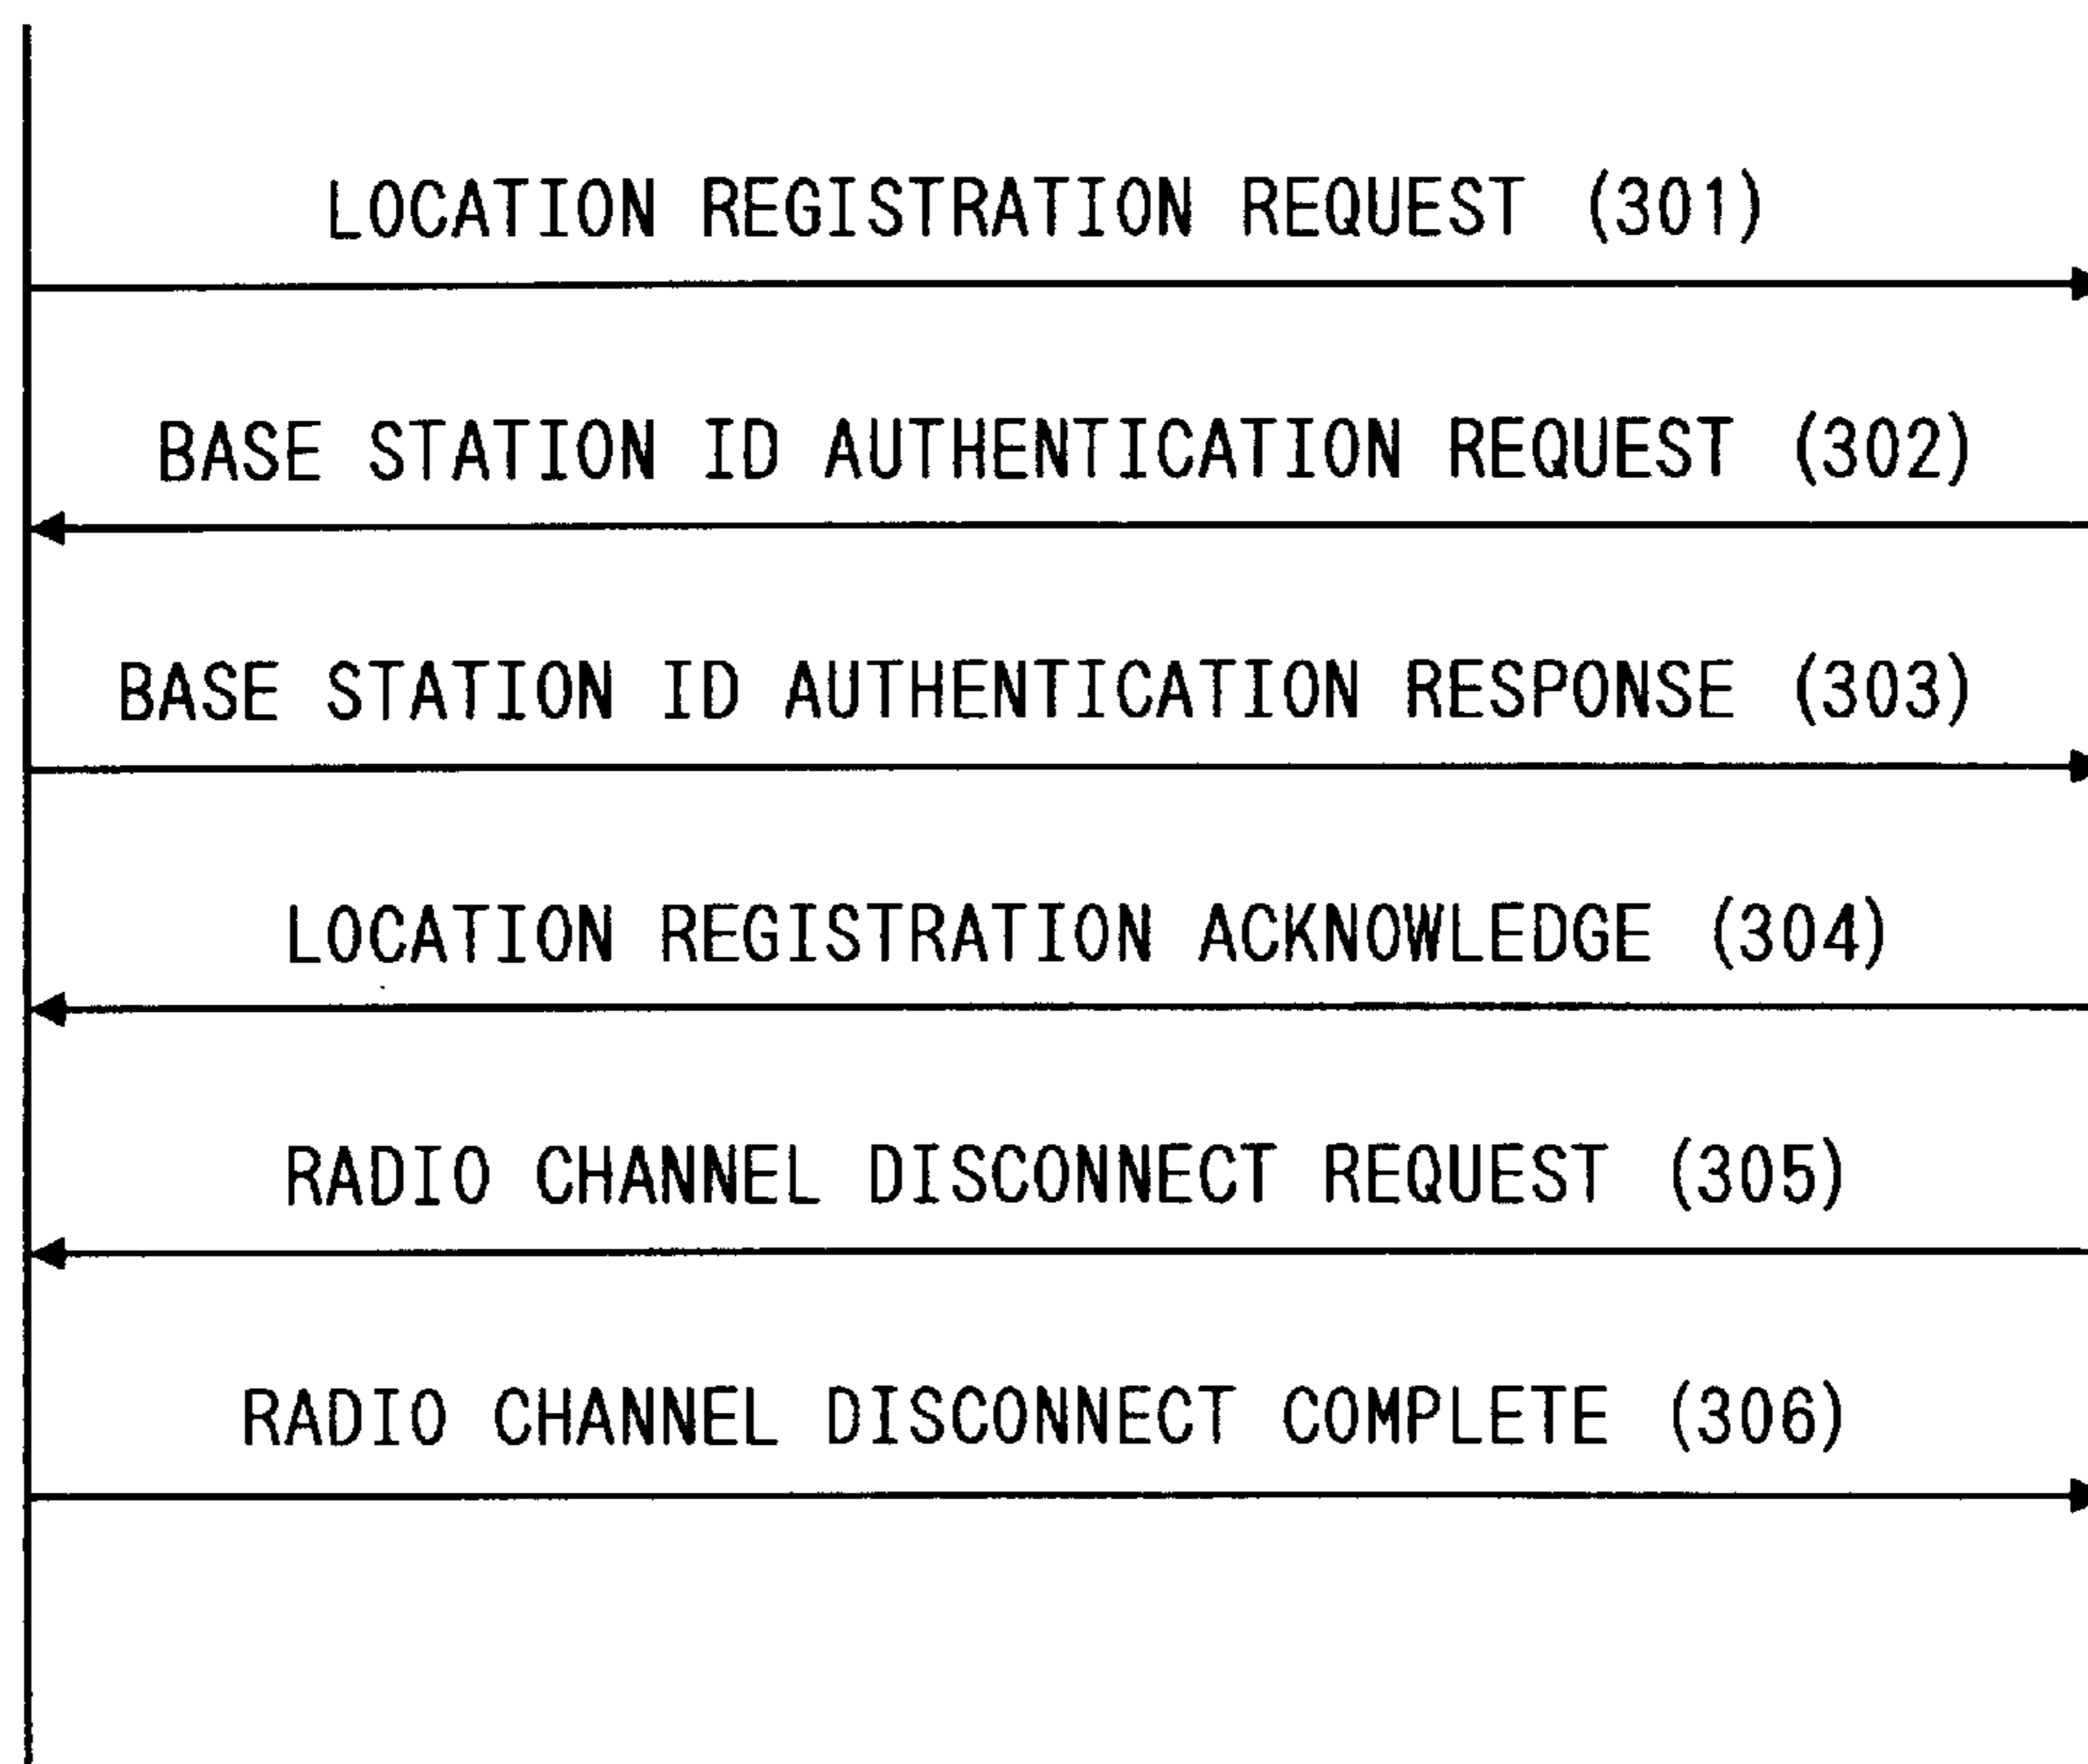 LOCATION REGISTRATION REQUEST (301)
BASE STATION ID AUTHENTICATION REQUEST (302)
BASE STATION ID AUTHENTICATION RESPONSE (303)
LOCATION REGISTRATION ACKNOWLEDGE (304)
RADIO CHANNEL DISCONNECT REQUEST (305)
RADIO CHANNEL DISCONNECT COMPLETE (306)